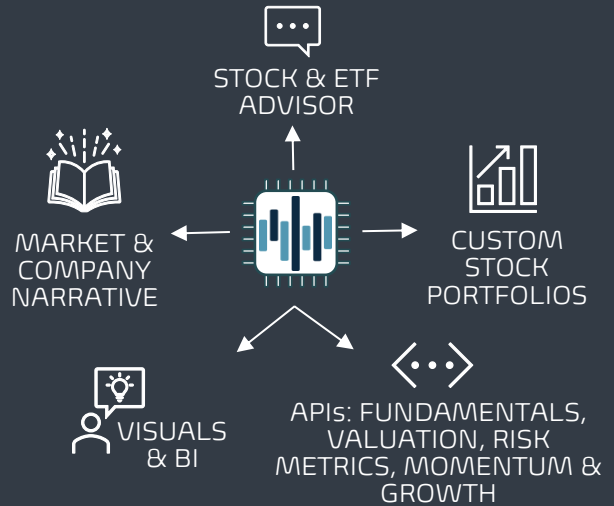 STOCK & ETF
ADVISOR
MARKET &
COMPANY
NARRATIVE
CUSTOM
STOCK
PORTFOLIOS
VISUALS
& BI
APIs: FUNDAMENTALS,
VALUATION, RISK
METRICS, MOMENTUM &
GROWTH